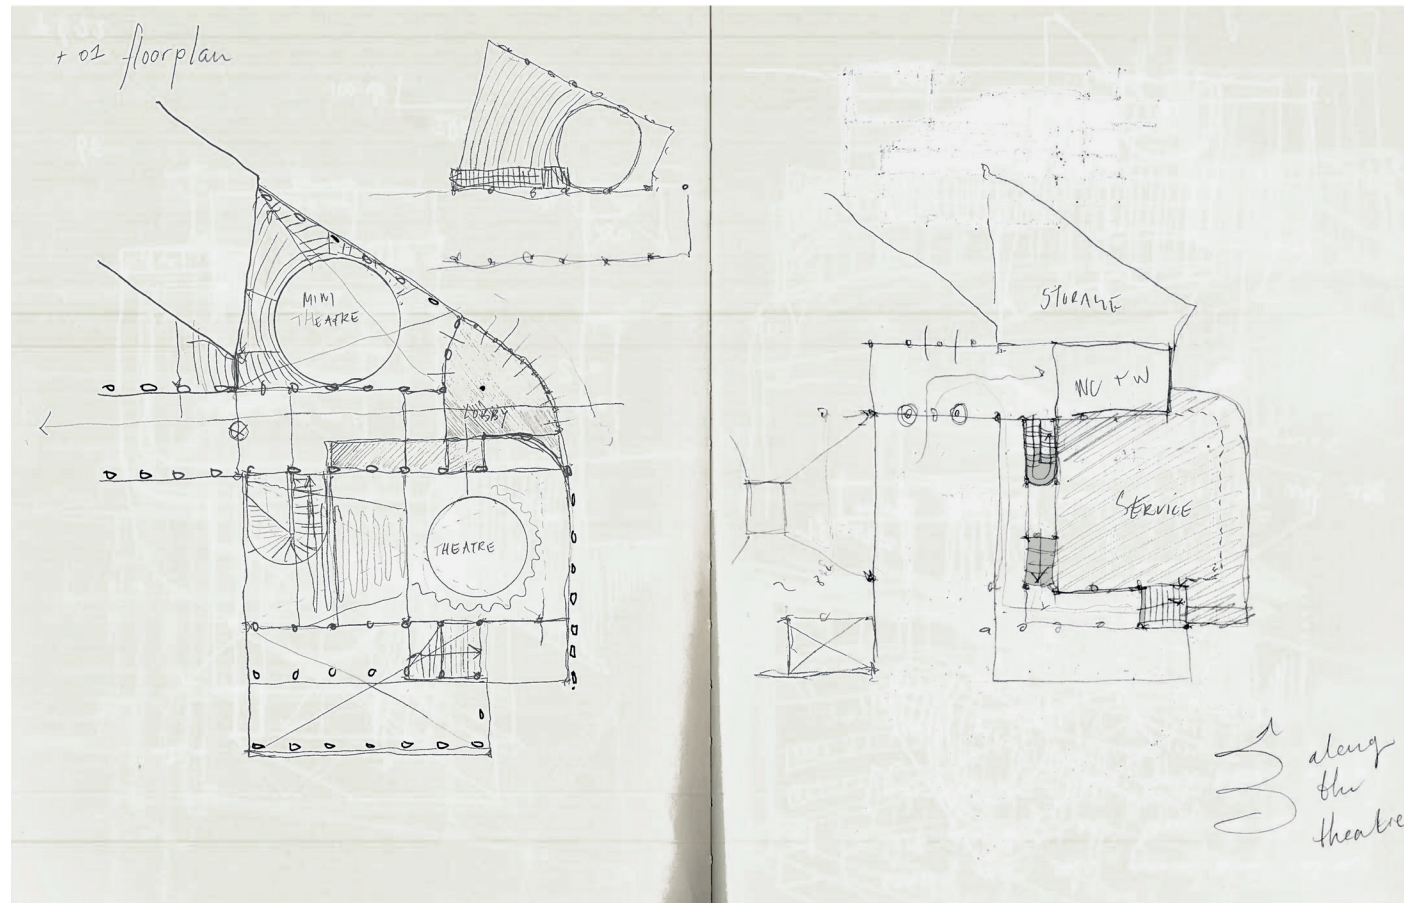 + 01 floorplan
MINI
THEATRE
LOBBY
THEATRE
STORAGE
WC + W
SERVICE
along
the
theatre